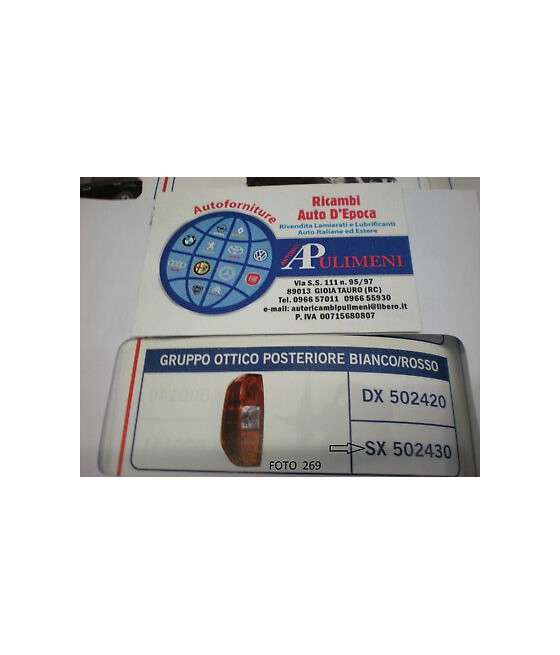 Autoforniture
Ricambi
Auto D'Epoca
Rivendita Lamierati e Lubrificanti
Auto Italiane ed Estere
ANTONIO
APULIMENI
Via S.S. 111 n. 95/97
89013 GIOIA TAURO (RC)
Tel. 0966 57011 0966 55930
e-mail: autoricambipulimeni@libero.it
P. IVA 00715680807
GRUPPO OTTICO POSTERIORE BIANCO/ROSSO
DX 502420
SX 502430
FOTO 269